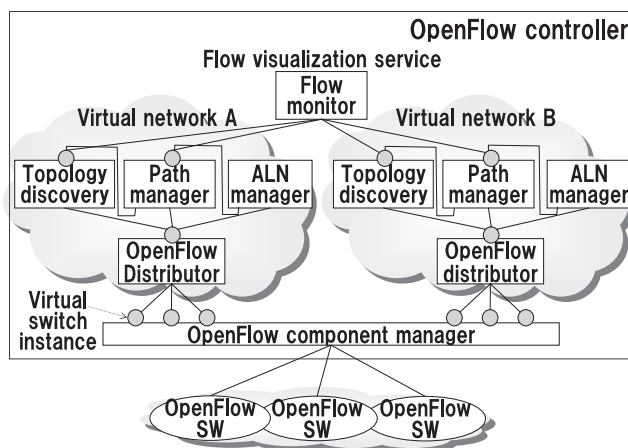 OpenFlow controller
Flow visualization service
Flow
monitor
Virtual network A
Virtual network B
Topology
discovery
Path
manager
ALN
manager
Topology
discovery
Path
manager
ALN
manager
OpenFlow
Distributor
OpenFlow
distributor
Virtual
switch
instance
OpenFlow component manager
OpenFlow
SW
OpenFlow
SW
OpenFlow
SW